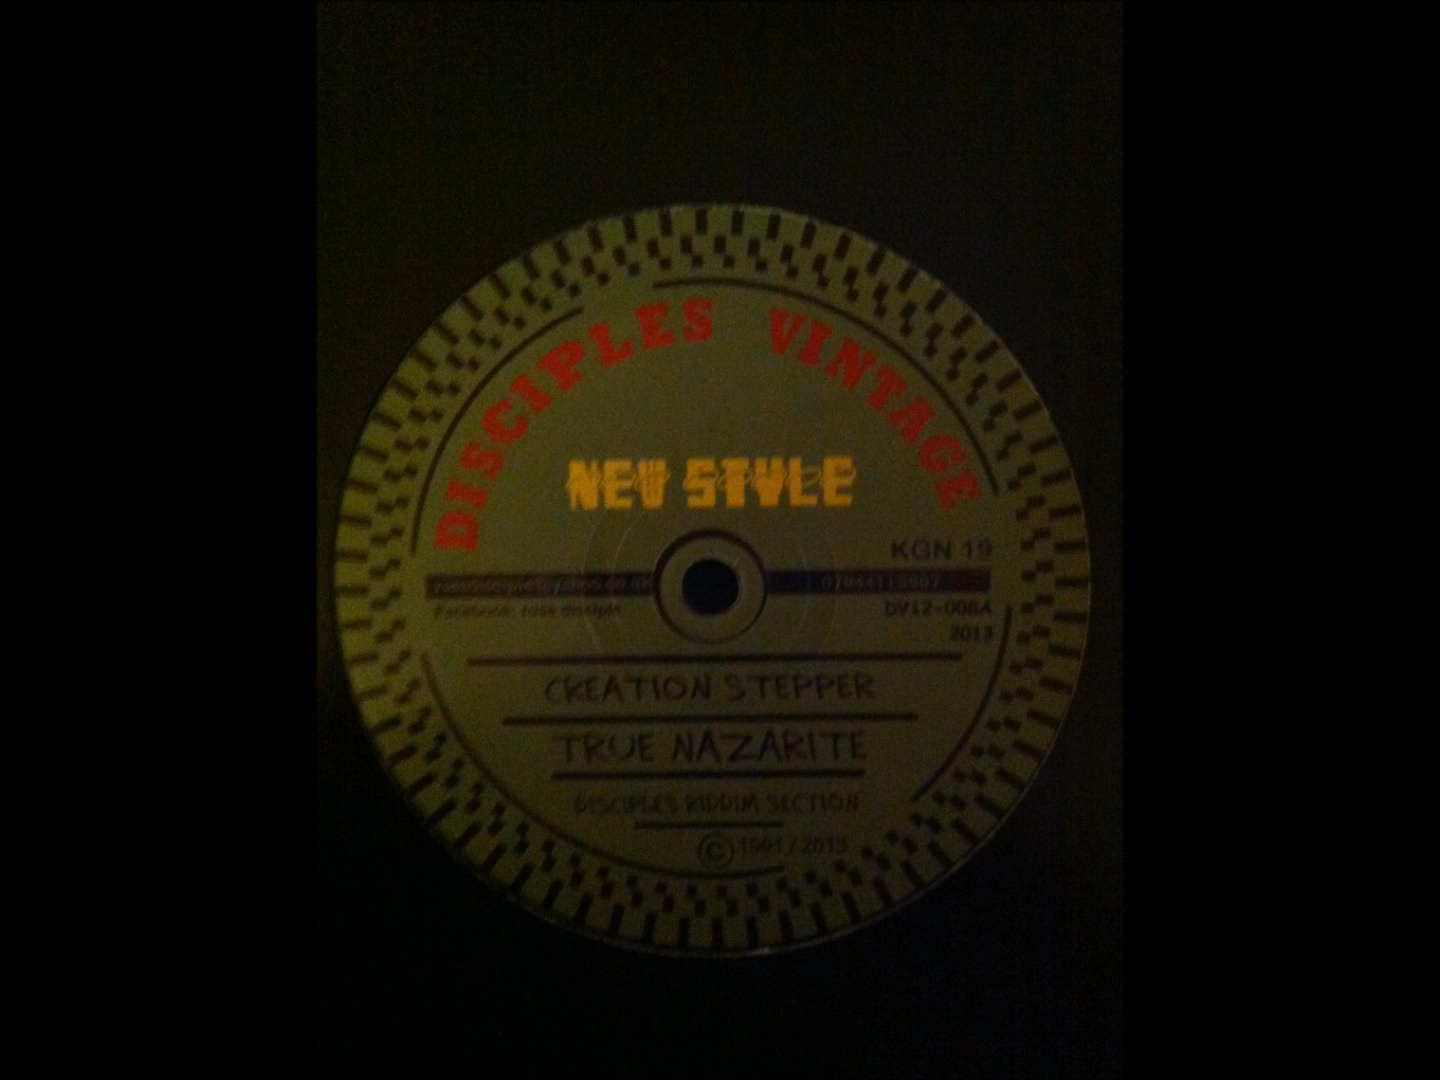 DISCIPLES VINTAGE
NEW STYLE
KGN 19
DV12-008A
2013
CREATION STEPPER
TRUE NAZARITE
DISCIPLES RIDDIM SECTION
© 1991 / 2013